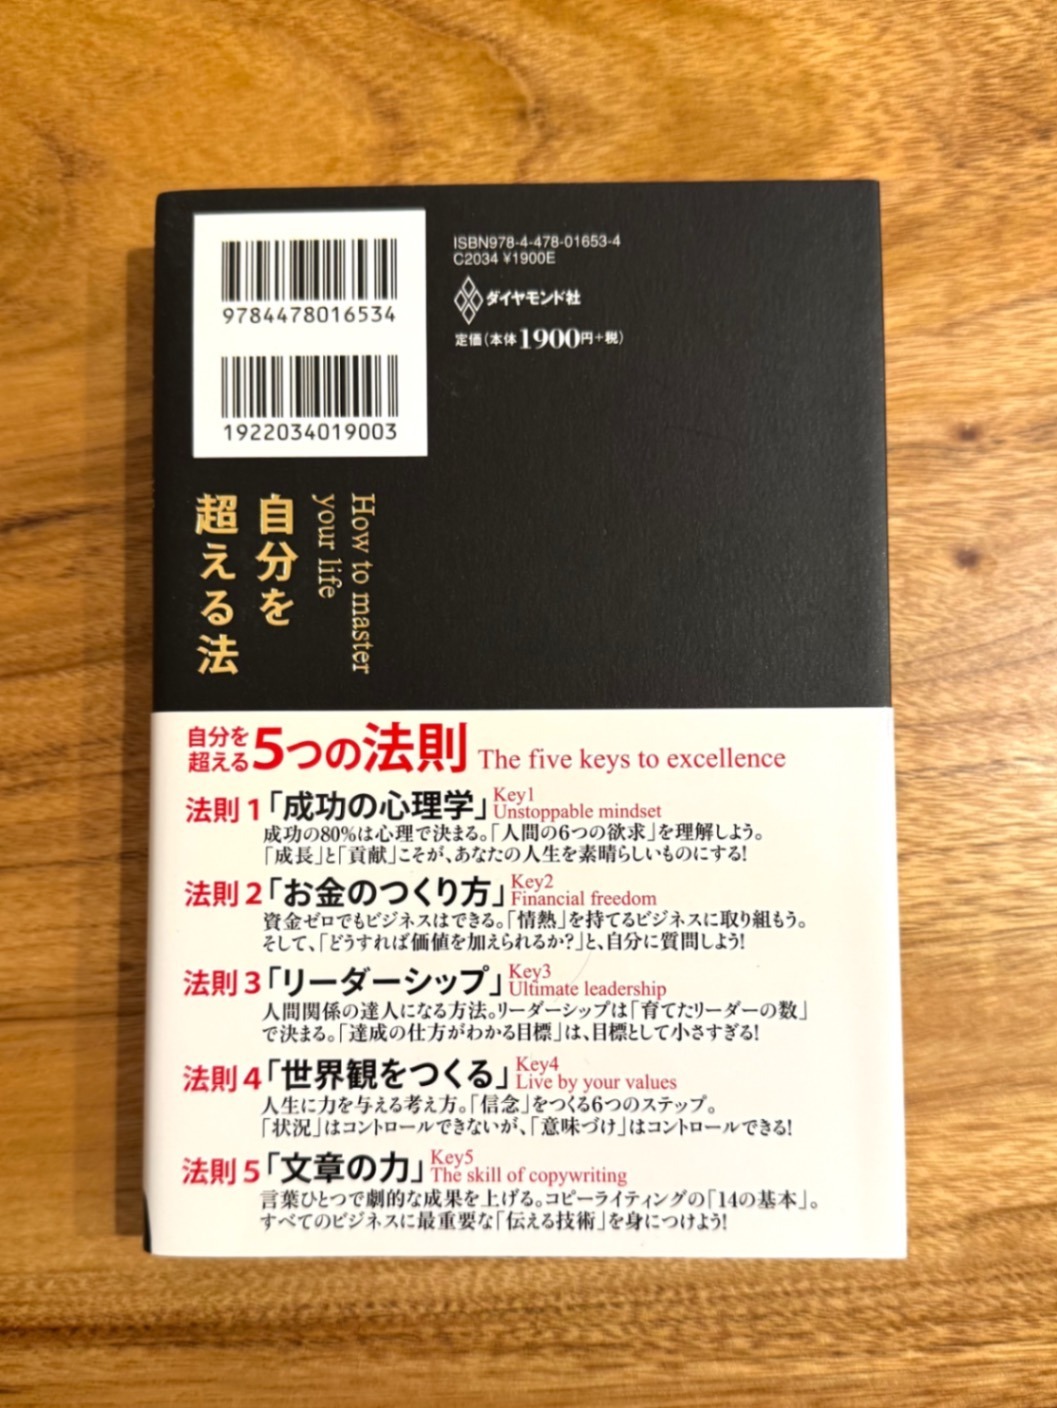 9784478016534
1922034019003
ISBN978-4-478-01653-4
C2034 ¥1900E
ダイヤモンド社
定価(本体1900円+税)
How to master
your life
自分を
超える法
自分を
超える5つの法則 The five keys to excellence
法則1「成功の心理学」Key1
Unstoppable mindset
成功の80%は心理で決まる。「人間の6つの欲求」を理解しよう。
「成長」と「貢献」こそが、あなたの人生を素晴らしいものにする!
法則2「お金のつくり方」Key2
Financial freedom
資金ゼロでもビジネスはできる。「情熱」を持てるビジネスに取り組もう。
そして、「どうすれば価値を加えられるか?」と、自分に質問しよう!
法則3「リーダーシップ」Key3
Ultimate leadership
人間関係の達人になる方法。リーダーシップは「育てたリーダーの数」
で決まる。「達成の仕方がわかる目標」は、目標として小さすぎる!
法則4「世界観をつくる」Key4
Live by your values
人生に力を与える考え方。「信念」をつくる6つのステップ。
「状況」はコントロールできないが、「意味づけ」はコントロールできる!
法則5「文章の力」Key5
The skill of copywriting
言葉ひとつで劇的な成果を上げる。コピーライティングの「14の基本」。
すべてのビジネスに最重要な「伝える技術」を身につけよう!